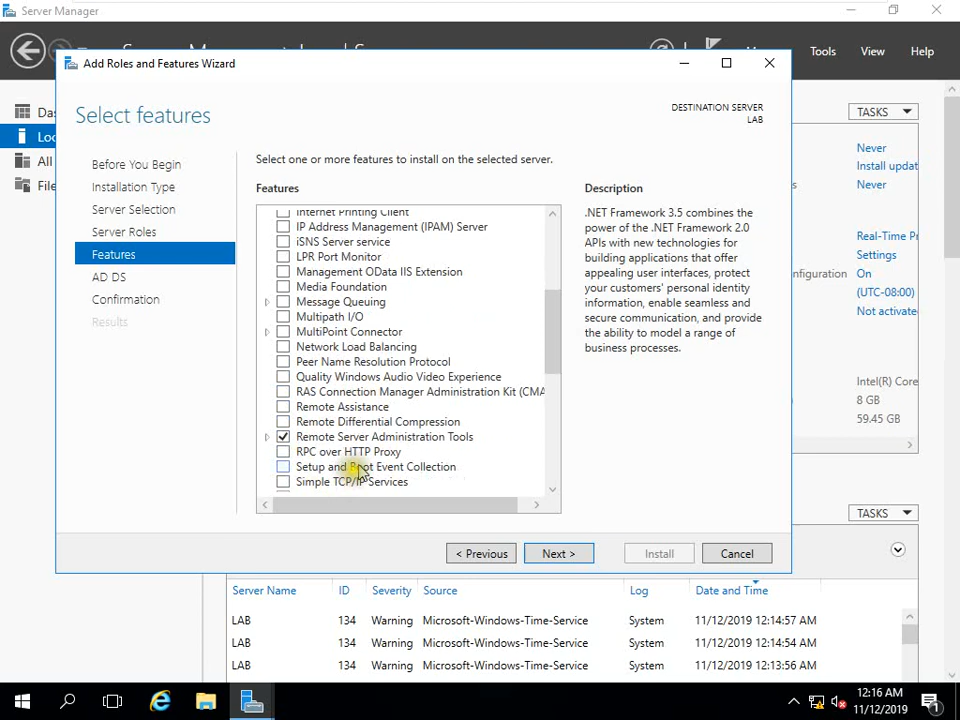 Server Manager
Tools
View
Help
Add Roles and Features Wizard
Select features
DESTINATION SERVER
LAB
TASKS
Before You Begin
Installation Type
Server Selection
Server Roles
Features
AD DS
Confirmation
Results
Select one or more features to install on the selected server.
Features
Internet Printing Client
IP Address Management (IPAM) Server
iSNS Server service
LPR Port Monitor
Management OData IIS Extension
Media Foundation
Message Queuing
Multipath I/O
MultiPoint Connector
Network Load Balancing
Peer Name Resolution Protocol
Quality Windows Audio Video Experience
RAS Connection Manager Administration Kit (CMA
Remote Assistance
Remote Differential Compression
Remote Server Administration Tools
RPC over HTTP Proxy
Setup and Boot Event Collection
Simple TCP/IP Services
Description
.NET Framework 3.5 combines the
power of the .NET Framework 2.0
APIs with new technologies for
building applications that offer
appealing user interfaces, protect
your customers' personal identity
information, enable seamless and
secure communication, and provide
the ability to model a range of
business processes.
< Previous
Next >
Install
Cancel
Never
Install updat
Never
Real-Time Pr
Settings
On
(UTC-08:00)
Not activate
Intel(R) Core
8 GB
59.45 GB
TASKS
Server Name ID Severity Source Log Date and Time
LAB 134 Warning Microsoft-Windows-Time-Service System 11/12/2019 12:14:57 AM
LAB 134 Warning Microsoft-Windows-Time-Service System 11/12/2019 12:14:54 AM
LAB 134 Warning Microsoft-Windows-Time-Service System 11/12/2019 12:13:56 AM
12:16 AM
11/12/2019
1